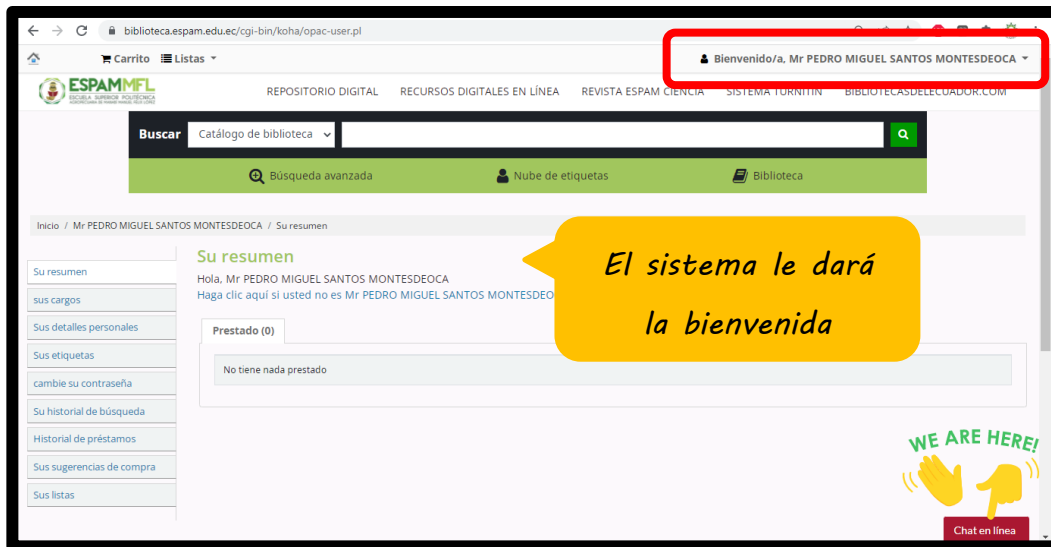 biblioteca.espam.edu.ec/cgi-bin/koha/opac-user.pl
Carrito Listas Bienvenido/a, Mr PEDRO MIGUEL SANTOS MONTESDEOCA
ESPAMMFL
ESCUELA SUPERIOR POLITÉCNICA
REPOSITORIO DIGITAL RECURSOS DIGITALES EN LÍNEA REVISTA ESPAM CIENCIA SISTEMA TURNITIN BIBLIOTECASDELECUADOR.COM
Buscar Catálogo de biblioteca
Búsqueda avanzada Nube de etiquetas Biblioteca
Inicio / Mr PEDRO MIGUEL SANTOS MONTESDEOCA / Su resumen
Su resumen
sus cargos
Sus detalles personales
Sus etiquetas
cambie su contraseña
Su historial de búsqueda
Historial de préstamos
Sus sugerencias de compra
Sus listas
Su resumen
Hola, Mr PEDRO MIGUEL SANTOS MONTESDEOCA
Haga clic aquí si usted no es Mr PEDRO MIGUEL SANTOS MONTESDEO
Prestado (0)
No tiene nada prestado
El sistema le dará
la bienvenida
WE ARE HERE!
Chat en línea